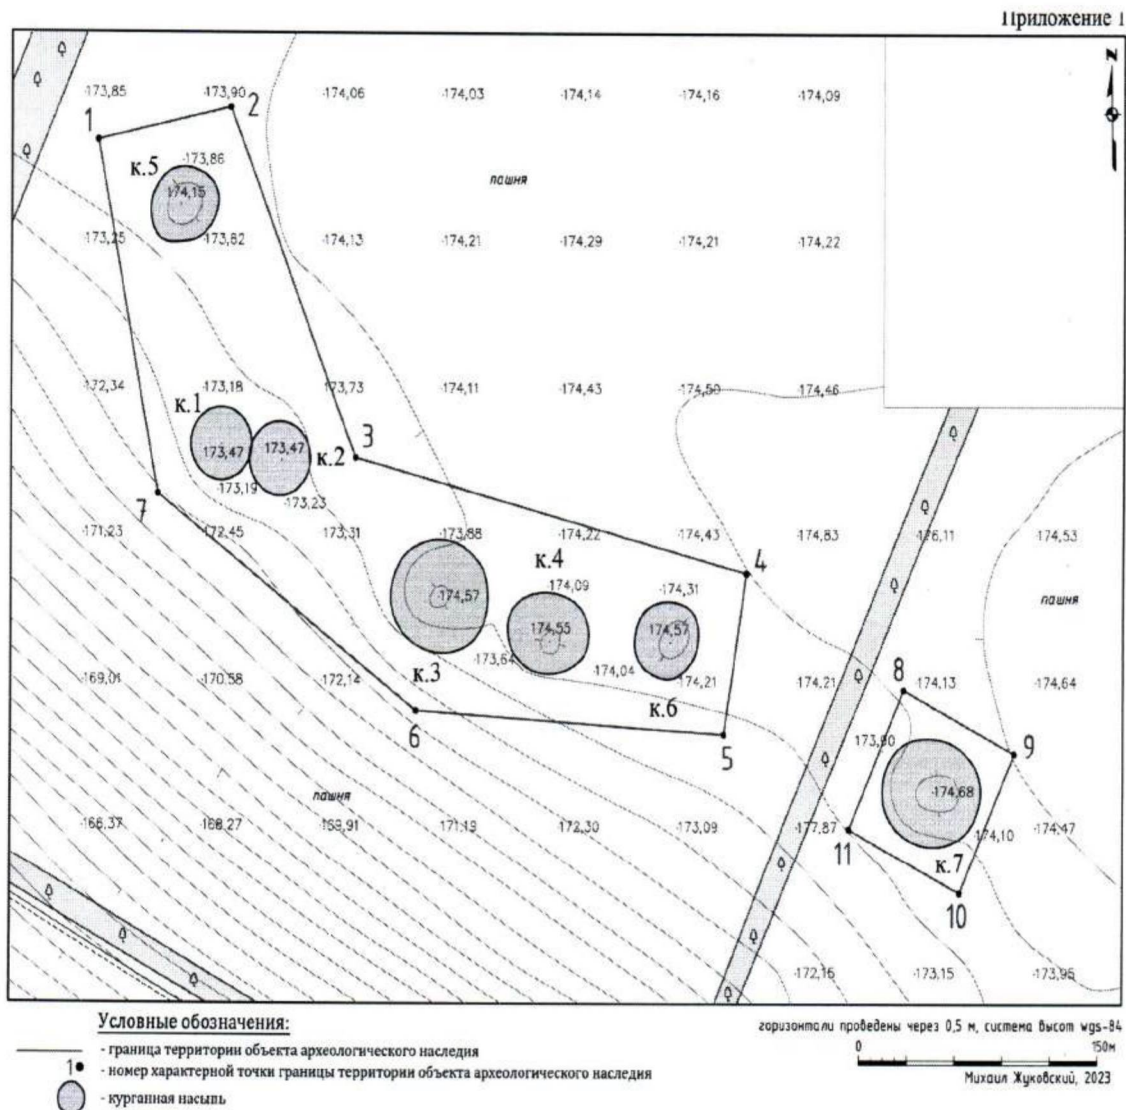 Приложение 1
N
173,85 173,90 174,06 174,03 174,14 174,16 174,09
1 2
к.5 173,86
пашня
174,15
173,25 173,82 174,13 174,21 174,29 174,21 174,22
172,34 173,18 173,73 174,11 174,43 174,50 174,46
к.1
3
173,47 173,47 к.2
173,19
7 173,23
171,23 172,45 173,31 173,88 174,22 174,43 174,83 176,11 174,53
к.4 4
174,09 174,31
174,57 пашня
174,55 174,57
173,64 174,04
169,01 170,58 172,14 к.3 174,21 174,21 8 174,13 174,64
к.6
6 5 173,80 9
174,68
пашня
168,27 169,91 171,19 172,30 173,09 177,87 174,10 174,47
11
к.7
10
172,16 173,15 173,95
Условные обозначения:
- граница территории объекта археологического наследия
1 - номер характерной точки границы территории объекта археологического наследия
- курганная насыпь
горизонтали проведены через 0,5 м, система высот wgs-84
0 150м
Михаил Жуковский, 2023